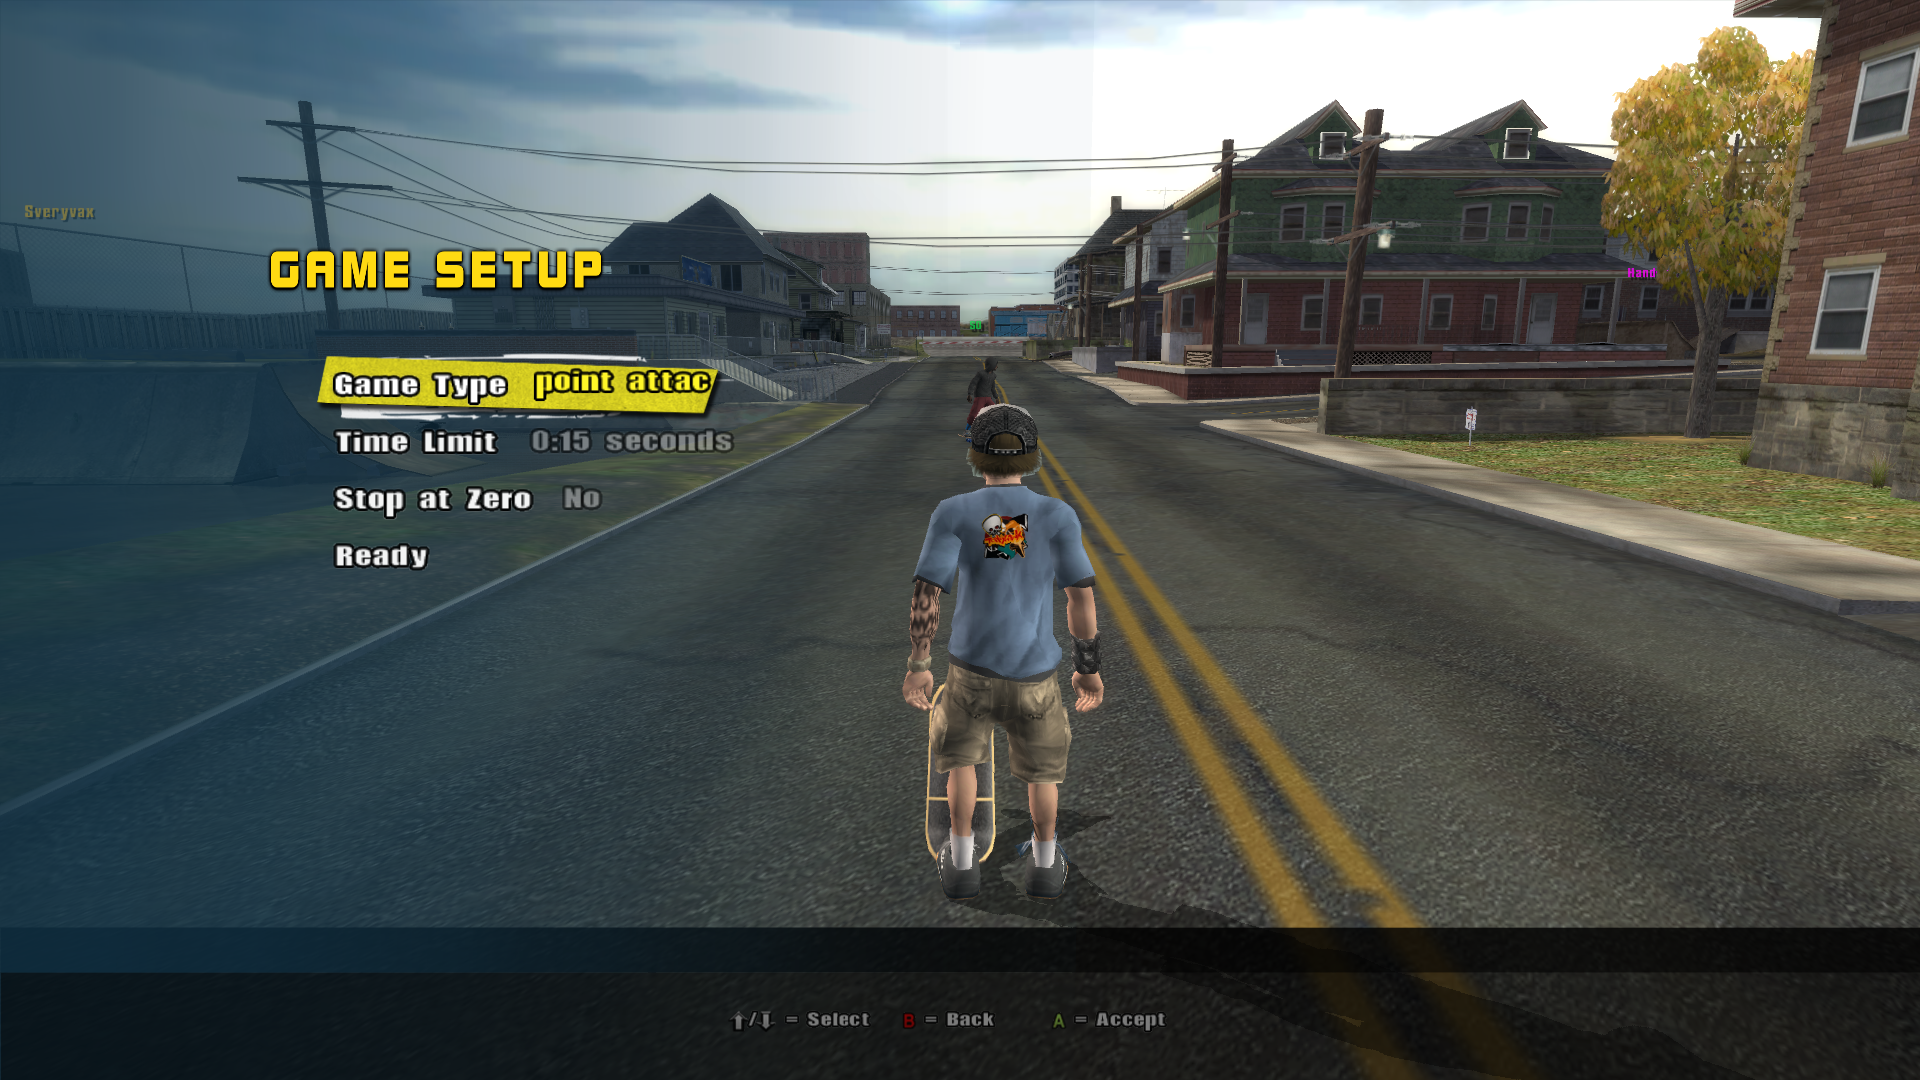 Sveryvax
GAME SETUP
Hand
Game Type point attac
Time Limit 0:15 seconds
Stop at Zero No
Ready
⬆/⬇ = Select B = Back A = Accept